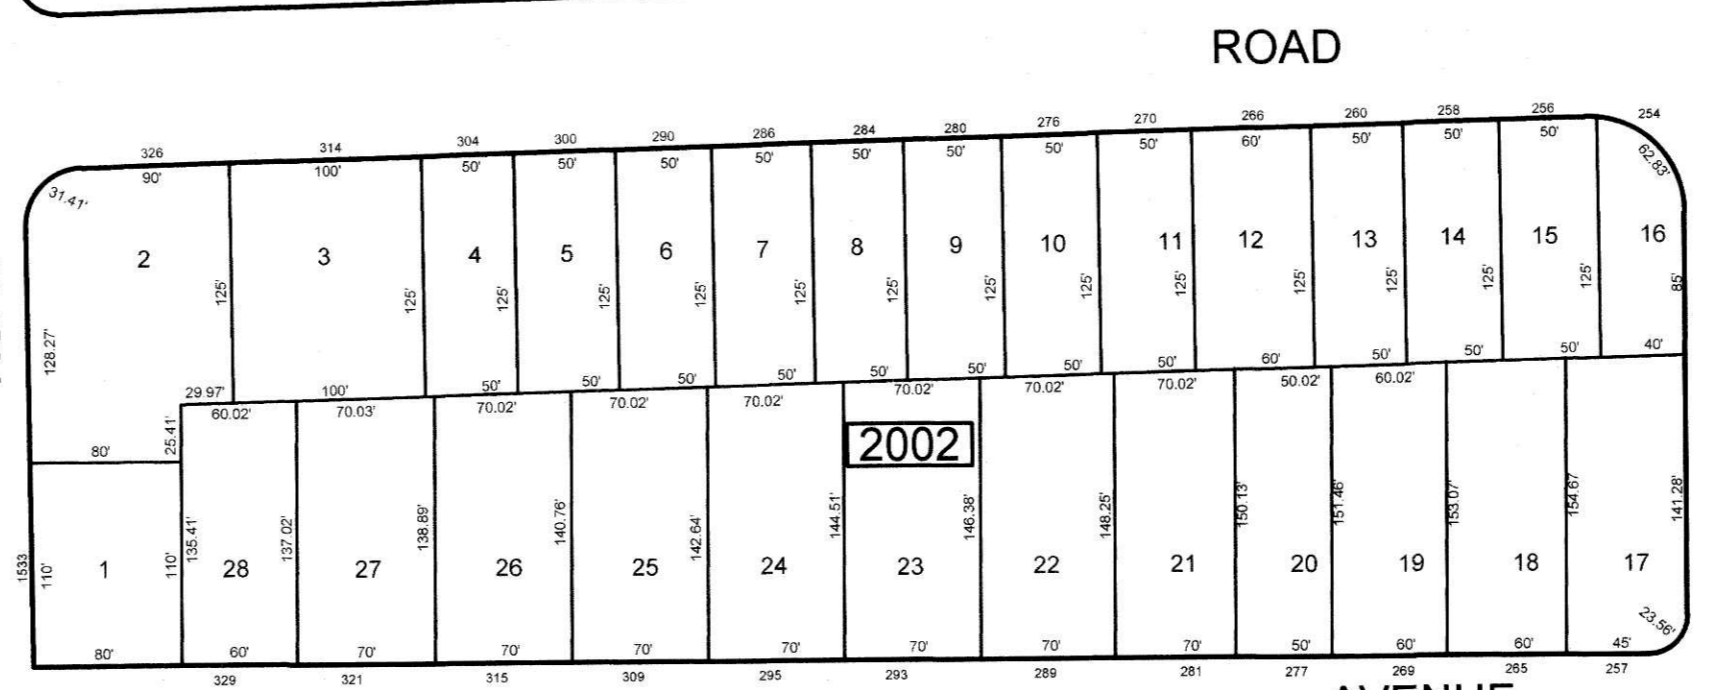 ROAD
326 314 304 300 290 286 284 280 276 270 266 260 258 256 254
90' 100' 50' 50' 50' 50' 50' 50' 50' 50' 60' 50' 50' 50'
31.41' 62.83'
2 3 4 5 6 7 8 9 10 11 12 13 14 15 16
128.27' 125' 125' 125' 125' 125' 125' 125' 125' 125' 125' 125' 125' 125' 125' 85'
29.97' 100' 50' 50' 50' 50' 50' 50' 50' 50' 60' 50' 50' 50' 40'
60.02' 70.03' 70.02' 70.02' 70.02' 70.02' 70.02' 70.02' 50.02' 60.02'
80' 25.41'
2002
135.41' 137.02' 138.89' 140.76' 142.64' 144.51' 146.38' 148.25' 150.13' 151.46' 153.07' 154.67 141.28'
1533 110' 1 110' 28 27 26 25 24 23 22 21 20 19 18 17
23.56'
80' 60' 70' 70' 70' 70' 70' 70' 70' 50' 60' 60' 45'
329 321 315 309 295 293 289 281 277 269 265 257
AVENUE